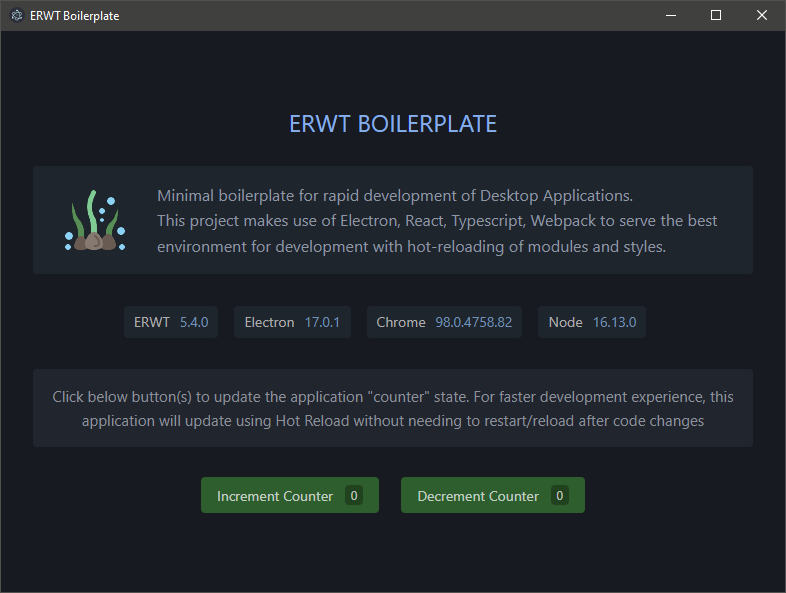 ERWT Boilerplate
ERWT BOILERPLATE
Minimal boilerplate for rapid development of Desktop Applications.
This project makes use of Electron, React, Typescript, Webpack to serve the best
environment for development with hot-reloading of modules and styles.
ERWT 5.4.0 Electron 17.0.1 Chrome 98.0.4758.82 Node 16.13.0
Click below button(s) to update the application "counter" state. For faster development experience, this
application will update using Hot Reload without needing to restart/reload after code changes
Increment Counter 0 Decrement Counter 0